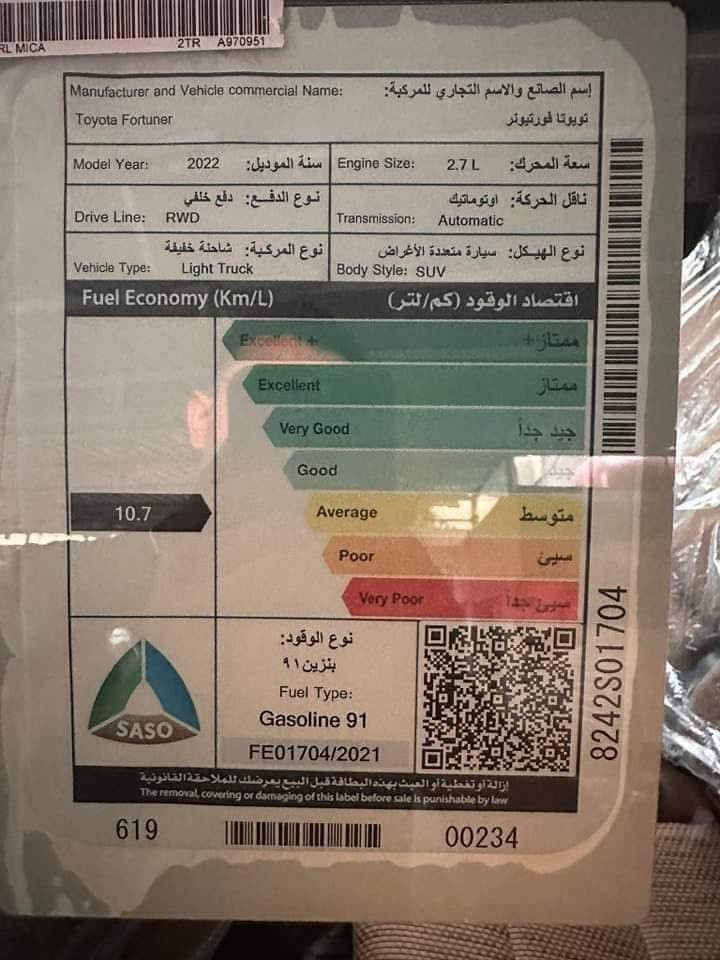 RL MICA 2TR A970951
Manufacturer and Vehicle commercial Name: إسم الصانع والاسم التجاري للمركبة:
Toyota Fortuner تويوتا فورتيونر
Model Year: 2022 سنة الموديل: Engine Size: 2.7 L سعة المحرك:
نوع الدفع: دفع خلفي ناقل الحركة: اوتوماتيك
Drive Line: RWD Transmission: Automatic
نوع المركبة: شاحنة خفيفة نوع الهيكل: سيارة متعددة الأغراض
Vehicle Type: Light Truck Body Style: SUV
Fuel Economy (Km/L) اقتصاد الوقود (كم/لتر)
Excellent + ممتاز+
Excellent ممتاز
Very Good جيد جداً
Good جيد
10.7 Average متوسط
Poor سيئ
Very Poor سيئ جداً
نوع الوقود:
بنزين ٩١
Fuel Type:
Gasoline 91
FE01704/2021
SASO
8242S01704
إزالة أو تغطية أو العبث بهذه البطاقة قبل البيع يعرضك للملاحقة القانونية
The removal, covering or damaging of this label before sale is punishable by law
619 00234